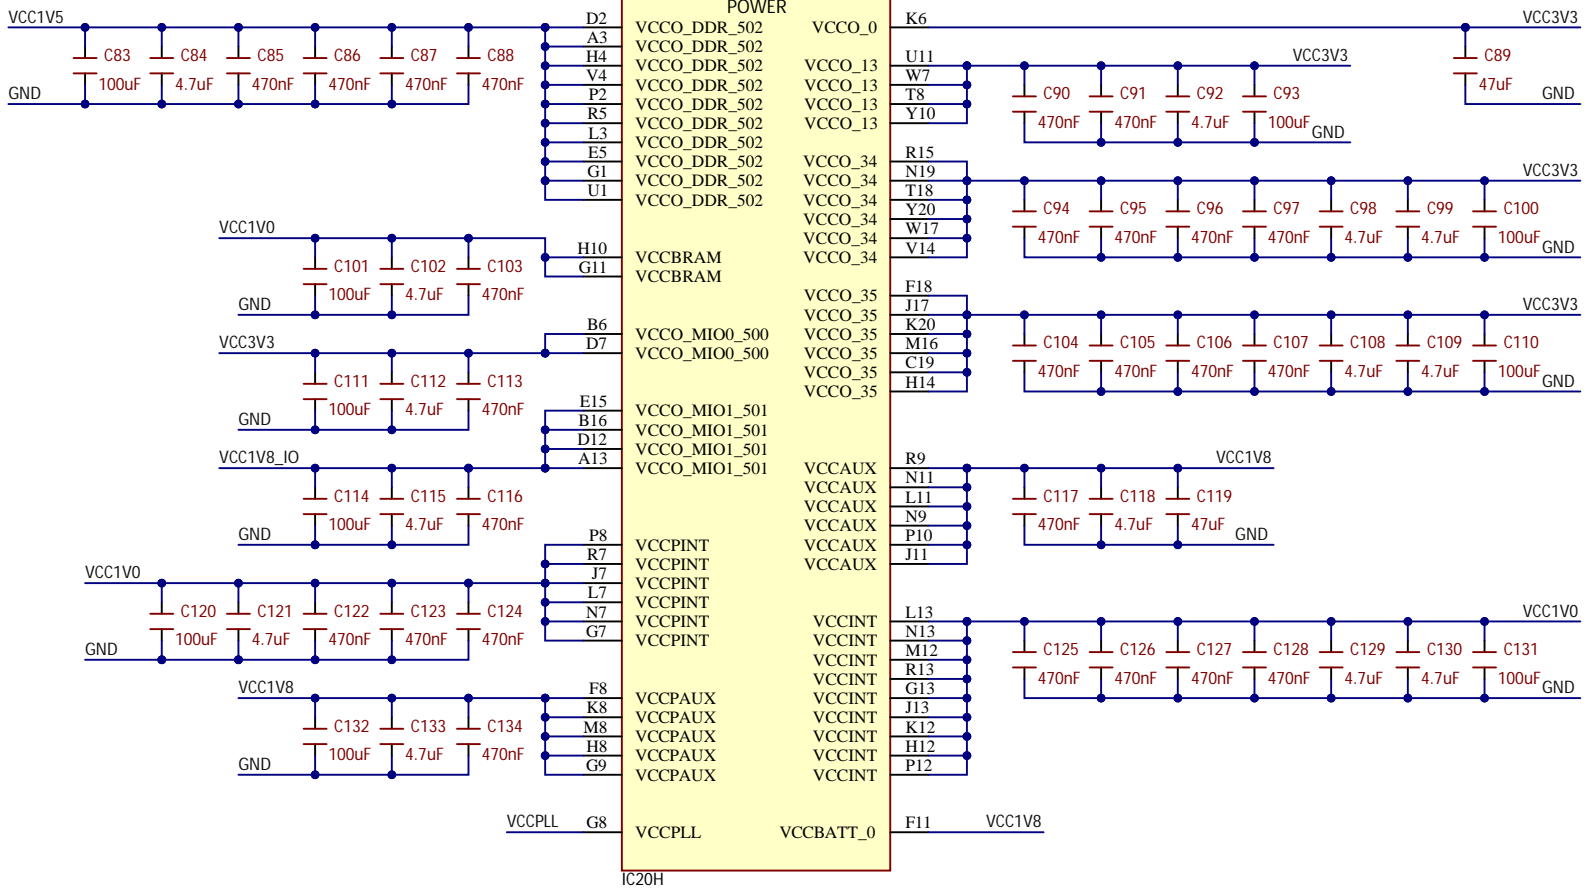 POWER
VCC1V5 D2 VCCO_DDR_502 VCCO_0 K6 VCC3V3
A3 VCCO_DDR_502
C83 C84 C85 C86 C87 C88 H4 VCCO_DDR_502 VCCO_13 U11 VCC3V3 C89
100uF 4.7uF 470nF 470nF 470nF 470nF V4 VCCO_DDR_502 VCCO_13 W7 47uF
GND P2 VCCO_DDR_502 VCCO_13 T8 C90 C91 C92 C93 GND
R5 VCCO_DDR_502 VCCO_13 Y10 470nF 470nF 4.7uF 100uF
L3 VCCO_DDR_502 GND
E5 VCCO_DDR_502 VCCO_34 R15
G1 VCCO_DDR_502 VCCO_34 N19 VCC3V3
U1 VCCO_DDR_502 VCCO_34 T18
VCCO_34 Y20 C94 C95 C96 C97 C98 C99 C100
VCC1V0 VCCO_34 W17 470nF 470nF 470nF 470nF 4.7uF 4.7uF 100uF
H10 VCCBRAM VCCO_34 V14 GND
C101 C102 C103 G11 VCCBRAM
100uF 4.7uF 470nF VCCO_35 F18
GND VCCO_35 J17 VCC3V3
B6 VCCO_MIO0_500 VCCO_35 K20
VCC3V3 D7 VCCO_MIO0_500 VCCO_35 M16 C104 C105 C106 C107 C108 C109 C110
C111 C112 C113 VCCO_35 C19 470nF 470nF 470nF 470nF 4.7uF 4.7uF 100uF
100uF 4.7uF 470nF VCCO_35 H14 GND
E15 VCCO_MIO1_501
GND B16 VCCO_MIO1_501
D12 VCCO_MIO1_501
VCC1V8_IO A13 VCCO_MIO1_501 VCCAUX R9 VCC1V8
C114 C115 C116 VCCAUX N11 C117 C118 C119
100uF 4.7uF 470nF VCCAUX L11 470nF 4.7uF 47uF
VCCAUX N9
GND P8 VCCPINT VCCAUX P10 GND
R7 VCCPINT VCCAUX J11
VCC1V0 J7 VCCPINT
L7 VCCPINT
C120 C121 C122 C123 C124 N7 VCCPINT VCCINT L13 VCC1V0
100uF 4.7uF 470nF 470nF 470nF G7 VCCPINT VCCINT N13
GND VCCINT M12 C125 C126 C127 C128 C129 C130 C131
VCCINT R13 470nF 470nF 470nF 470nF 4.7uF 4.7uF 100uF
VCC1V8 F8 VCCPAUX VCCINT G13 GND
K8 VCCPAUX VCCINT J13
C132 C133 C134 M8 VCCPAUX VCCINT K12
100uF 4.7uF 470nF H8 VCCPAUX VCCINT H12
GND G9 VCCPAUX VCCINT P12
VCCPLL G8 VCCPLL VCCBATT_0 F11 VCC1V8
IC20H